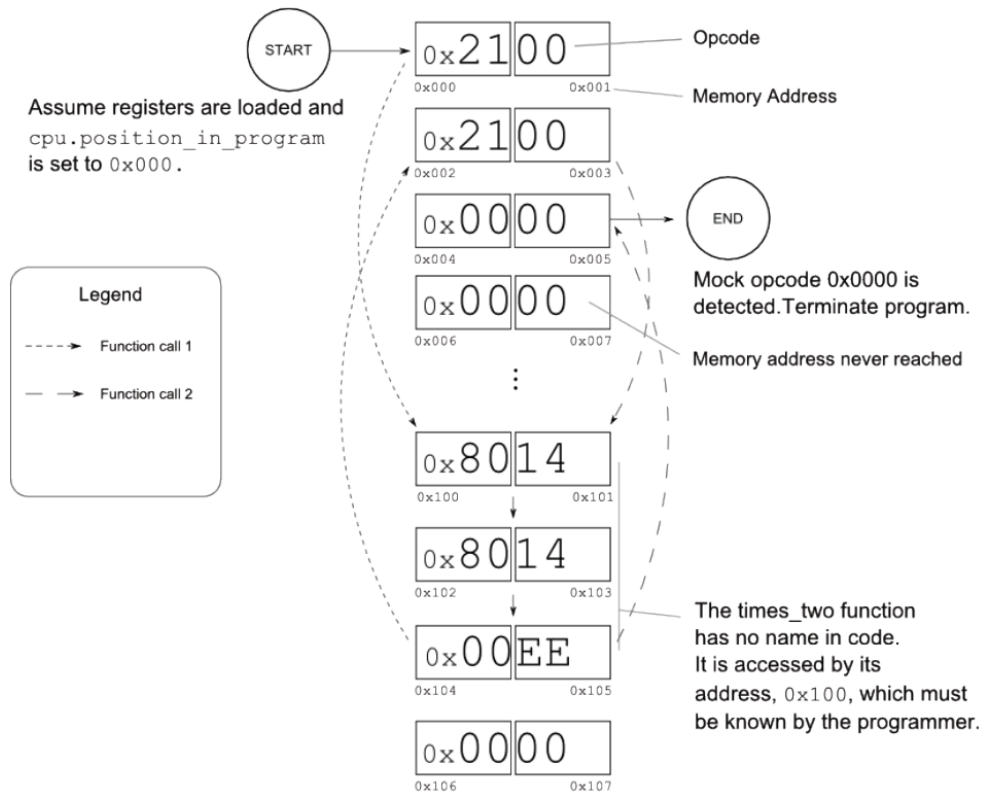 START
0x2100
Opcode
0x000
0x001
Memory Address
Assume registers are loaded and
cpu.position_in_program
is set to 0x000.
0x2100
0x002
0x003
0x0000
END
0x004
0x005
Mock opcode 0x0000 is
detected.Terminate program.
0x0000
0x006
0x007
Memory address never reached
Legend
Function call 1
Function call 2
0x8014
0x100
0x101
0x8014
0x102
0x103
The times_two function
has no name in code.
It is accessed by its
address, 0x100, which must
be known by the programmer.
0x00EE
0x104
0x105
0x0000
0x106
0x107